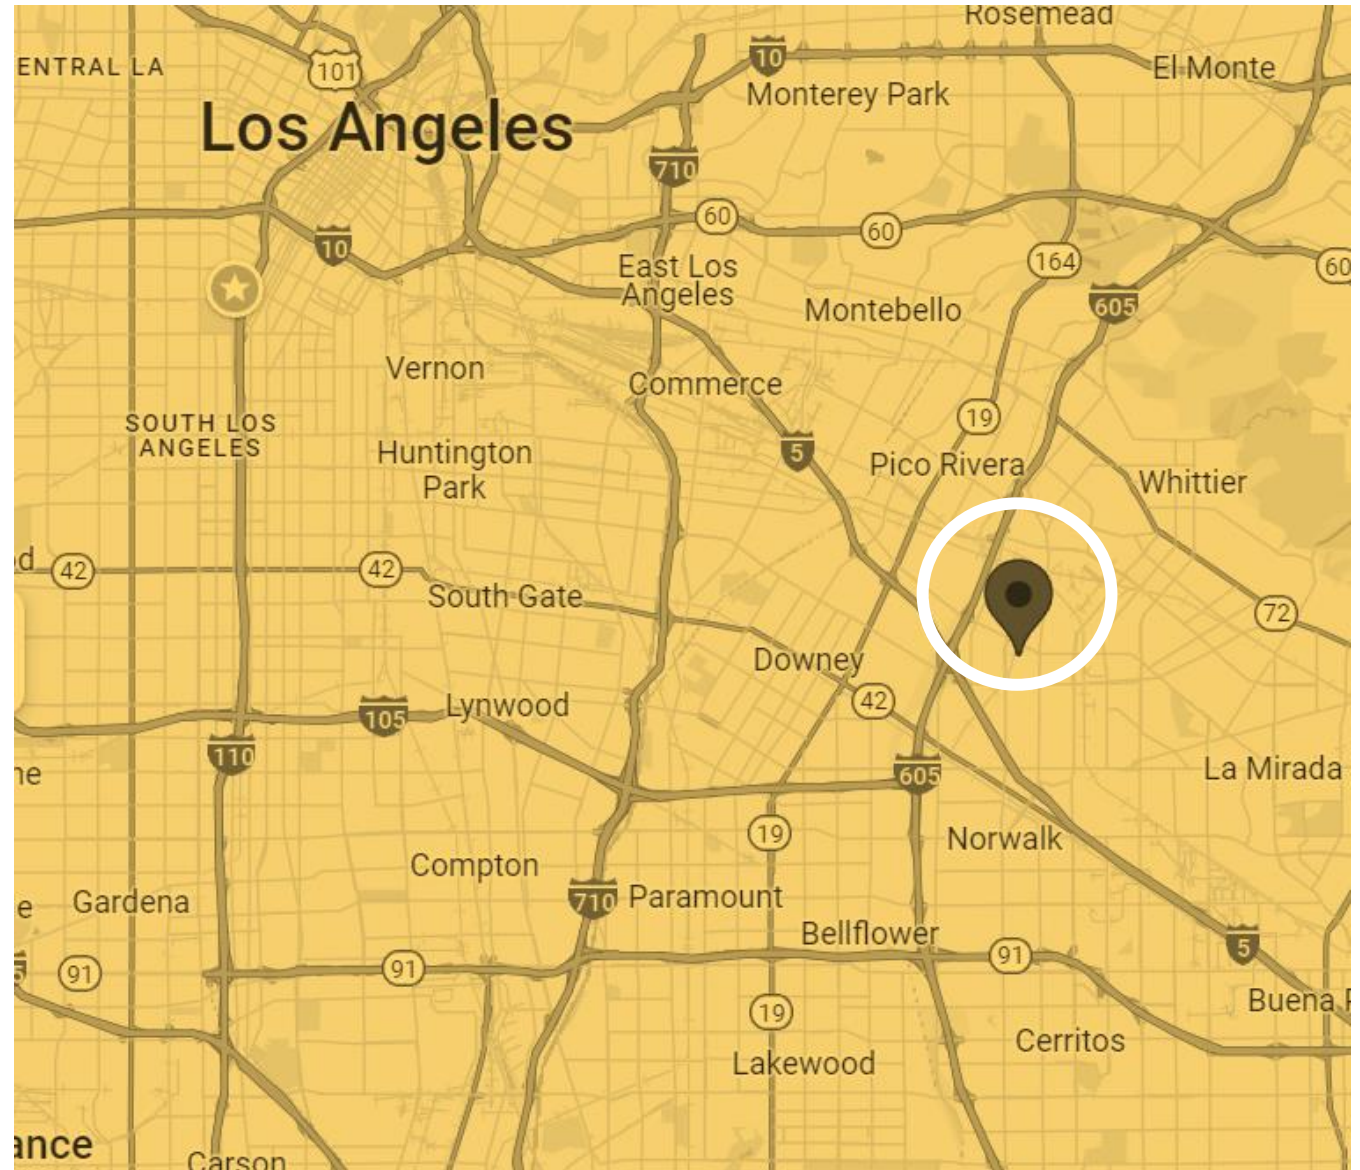 Rosemead
ENTRAL LA
101
10
El Monte
Monterey Park
Los Angeles
710
60
60
10
164
60
East Los
Angeles
605
Montebello
Vernon
Commerce
19
SOUTH LOS
ANGELES
Huntington
Park
5
Pico Rivera
Whittier
d
42
42
South Gate
72
Downey
42
Lynwood
105
110
605
La Mirada
ne
19
Norwalk
Compton
710
Paramount
e
Gardena
Bellflower
5
5
91
91
91
Buena P
19
Cerritos
Lakewood
ance
Carson